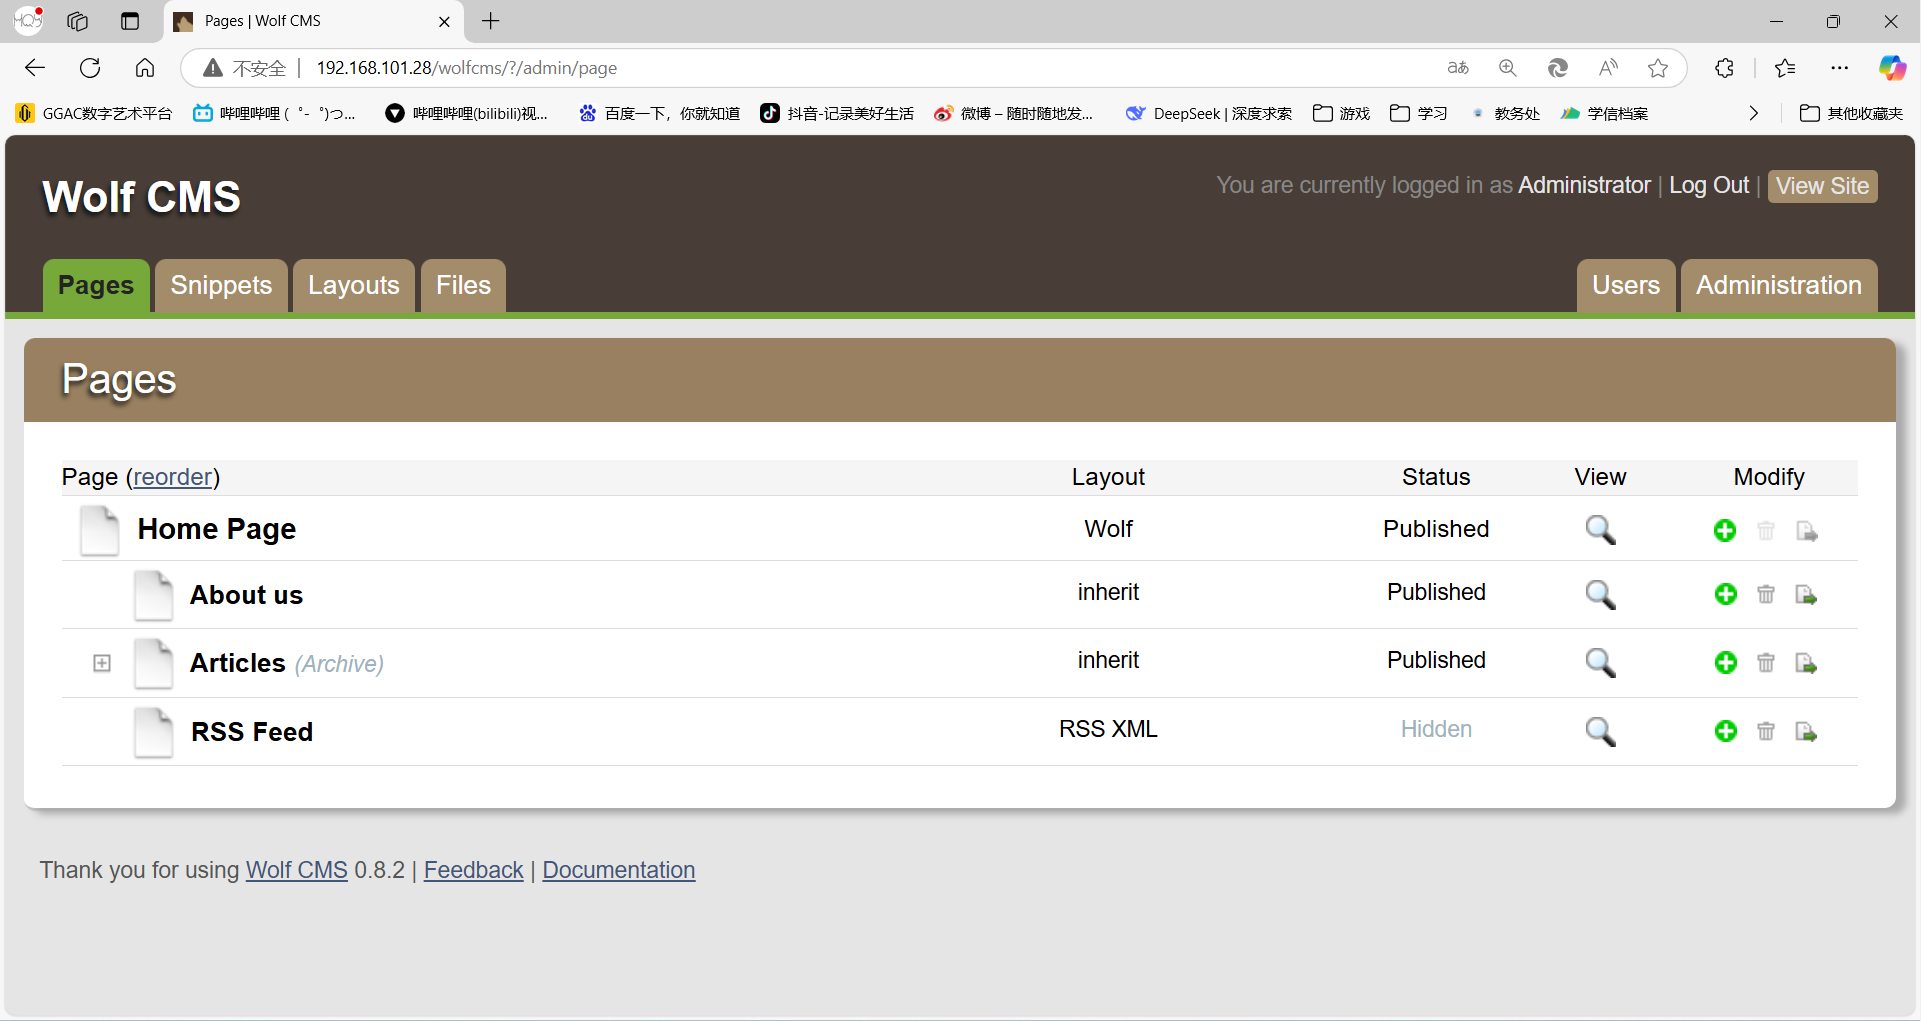 Pages | Wolf CMS
不安全 | 192.168.101.28/wolfcms/?/admin/page
GGAC数字艺术平台 哔哩哔哩 (゜-゜)つ... 哔哩哔哩(bilibili)视... 百度一下，你就知道 抖音-记录美好生活 微博 – 随时随地发... DeepSeek | 深度求索 游戏 学习 教务处 学信档案 其他收藏夹
Wolf CMS
You are currently logged in as Administrator | Log Out | View Site
Pages Snippets Layouts Files Users Administration
Pages
Page (reorder) Layout Status View Modify
Home Page Wolf Published
About us inherit Published
Articles (Archive) inherit Published
RSS Feed RSS XML Hidden
Thank you for using Wolf CMS 0.8.2 | Feedback | Documentation